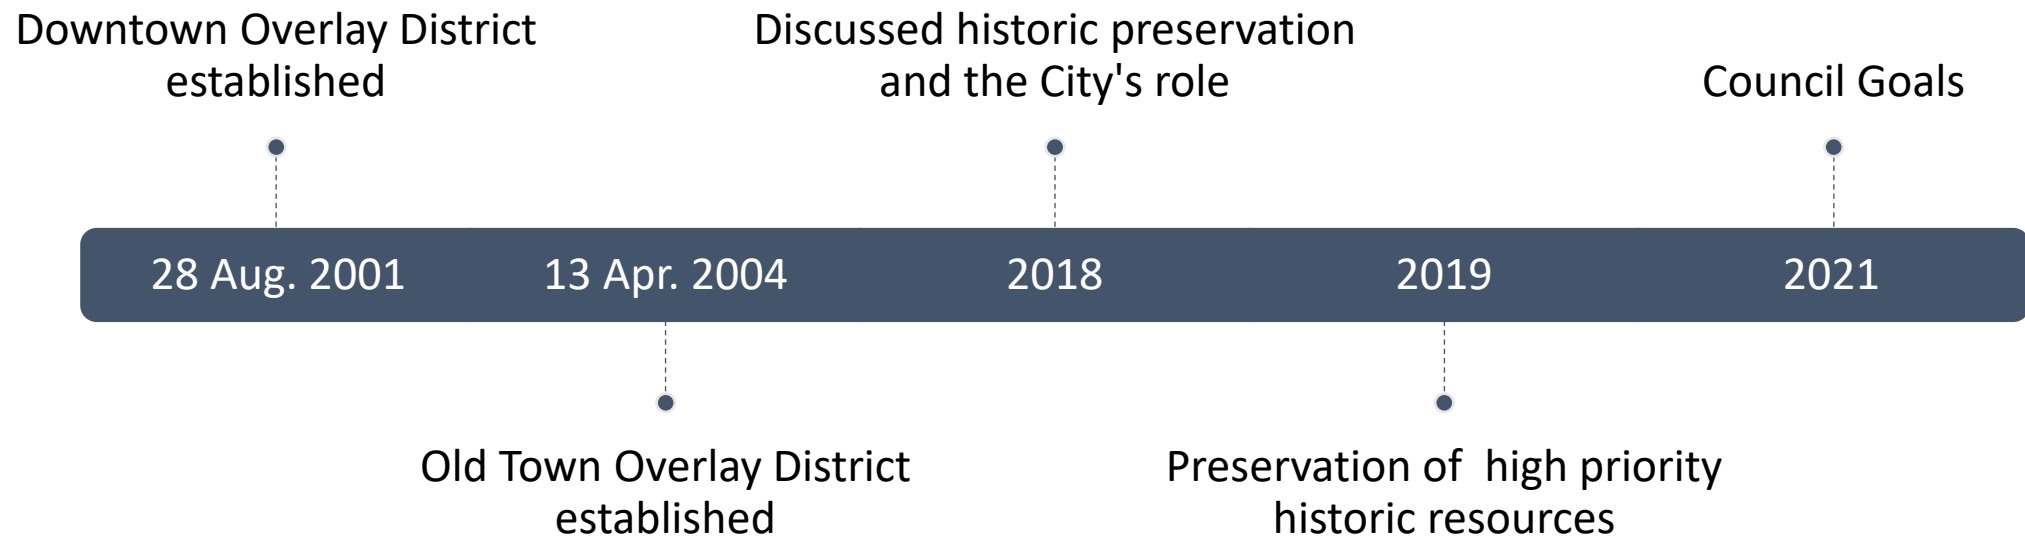 Downtown Overlay District
established
Discussed historic preservation
and the City's role
Council Goals
28 Aug. 2001
13 Apr. 2004
2018
2019
2021
Old Town Overlay District
established
Preservation of  high priority
historic resources